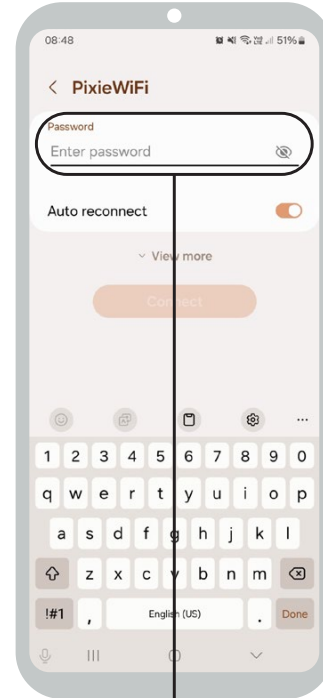 08:48 51%
< PixieWiFi
Password
Enter password
Auto reconnect
View more
Connect
1 2 3 4 5 6 7 8 9 0
q w e r t y u i o p
a s d f g h j k l
z x c v b n m
!#1 , English (US) . Done